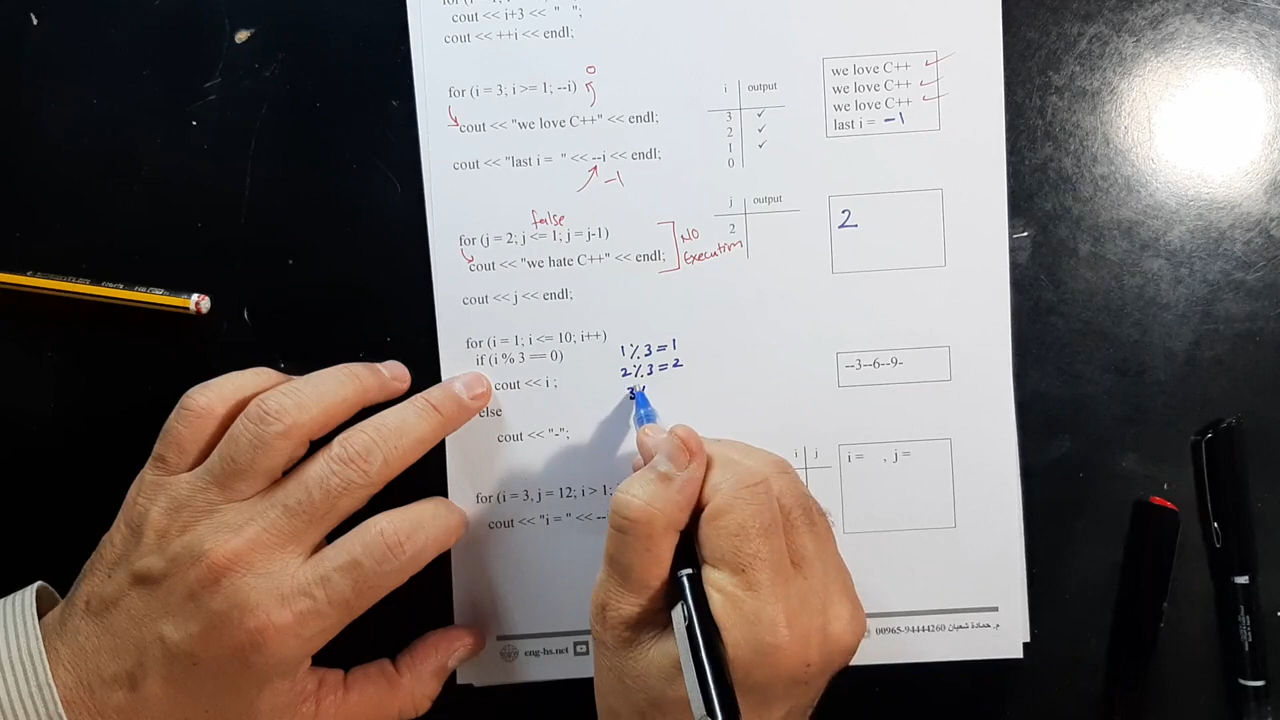 cout << i+3 << " ";
cout << ++i << endl;
0
for (i = 3; i >= 1; --i)
cout << "we love C++" << endl;
cout << "last i = " << --i << endl;
-1
i output
3 ✓
2 ✓
1 ✓
0
we love C++
we love C++
we love C++
last i = -1
false
for (j = 2; j <= 1; j = j-1)
cout << "we hate C++" << endl;
NO
Execution
cout << j << endl;
j output
2
2
for (i = 1; i <= 10; i++)
if (i % 3 == 0)
cout << i ;
else
cout << "-";
1 % 3 = 1
2 % 3 = 2
3
--3--6--9-
for (i = 3, j = 12; i > 1;
cout << "i = " << --
i j
i = , j =
eng-hs.net
00965-94444260 م. حمادة شعبان